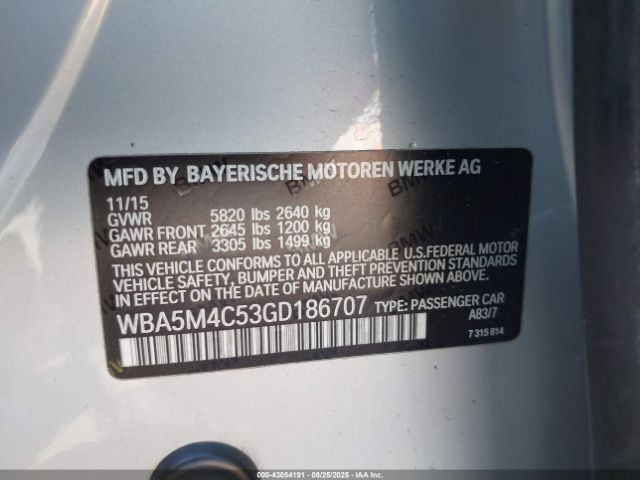 MFD BY BAYERISCHE MOTOREN WERKE AG
11/15
GVWR 5820 lbs 2640 kg
GAWR FRONT 2645 lbs 1200 kg
GAWR REAR 3305 lbs 1499 kg
THIS VEHICLE CONFORMS TO ALL APPLICABLE U.S.FEDERAL MOTOR
VEHICLE SAFETY, BUMPER AND THEFT PREVENTION STANDARDS
IN EFFECT ON THE DATE OF MANUFACTURE SHOWN ABOVE.
WBA5M4C53GD186707 TYPE: PASSENGER CAR
A83/7
7 315 814
000-43054191 - 08/25/2025 - IAAI.COM